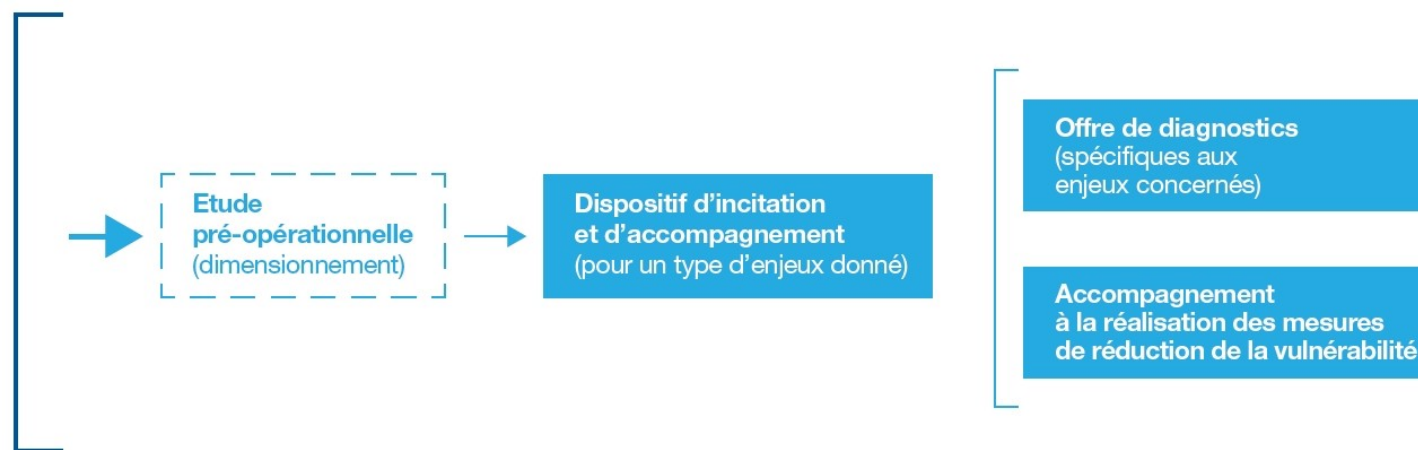 Etude
pré-opérationnelle
(dimensionnement)
Dispositif d'incitation
et d'accompagnement
(pour un type d'enjeux donné)
Offre de diagnostics
(spécifiques aux
enjeux concernés)
Accompagnement
à la réalisation des mesures
de réduction de la vulnérabilité